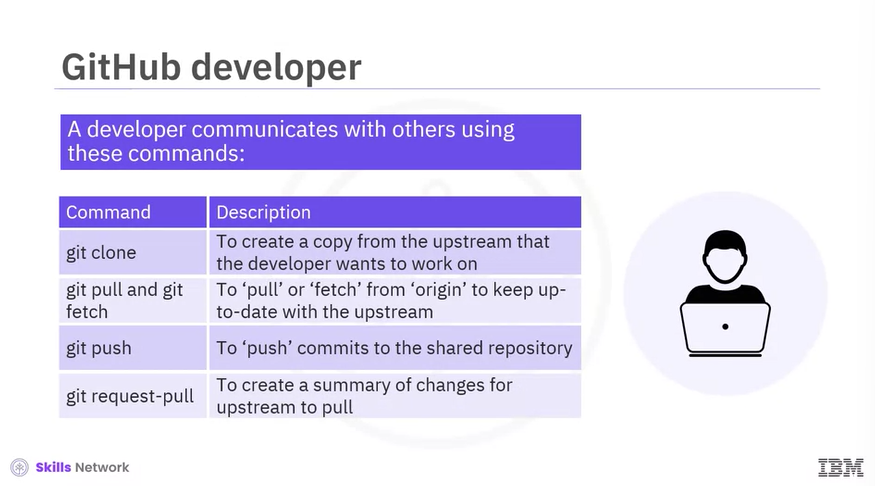 GitHub developer
A developer communicates with others using
these commands:
Command
Description
git clone
To create a copy from the upstream that
the developer wants to work on
git pull and git
fetch
To ‘pull’ or ‘fetch’ from ‘origin’ to keep up-
to-date with the upstream
git push
To ‘push’ commits to the shared repository
git request-pull
To create a summary of changes for
upstream to pull
Skills Network
IBM